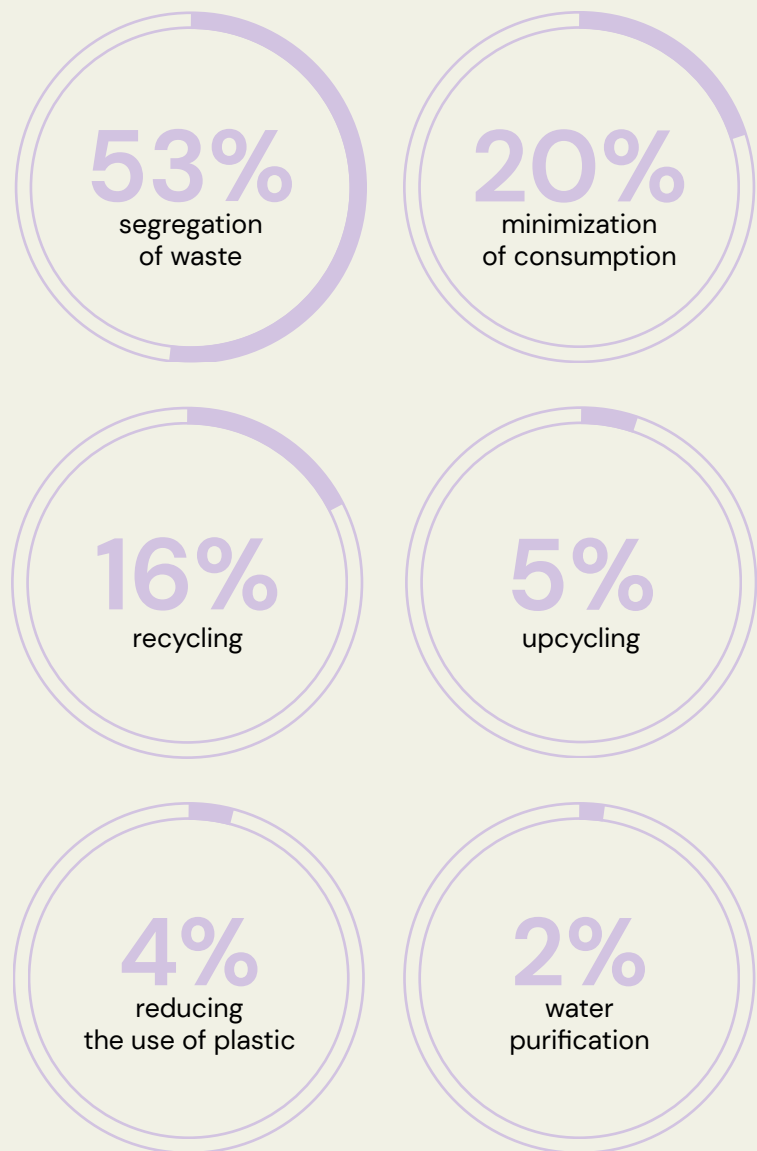 53%
segregation
of waste
20%
minimization
of consumption
16%
recycling
5%
upcycling
4%
reducing
the use of plastic
2%
water
purification